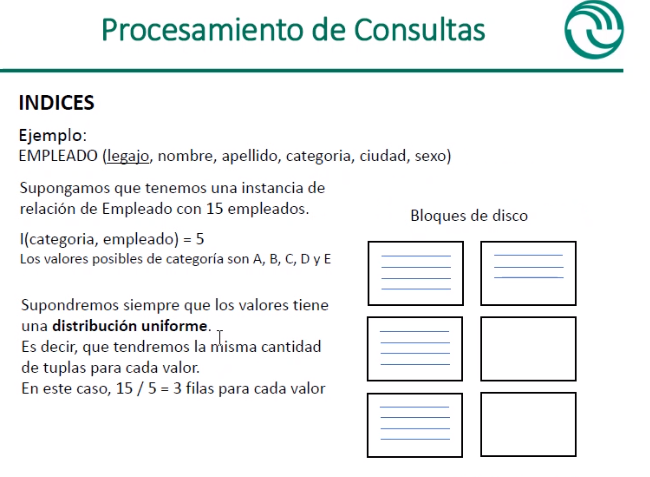 Procesamiento de Consultas
INDICES
Ejemplo:
EMPLEADO (legajo, nombre, apellido, categoria, ciudad, sexo)
Supongamos que tenemos una instancia de
relación de Empleado con 15 empleados.
I(categoria, empleado) = 5
Los valores posibles de categoría son A, B, C, D y E
Supondremos siempre que los valores tiene
una distribución uniforme.
Es decir, que tendremos la misma cantidad
de tuplas para cada valor.
En este caso, 15 / 5 = 3 filas para cada valor
Bloques de disco